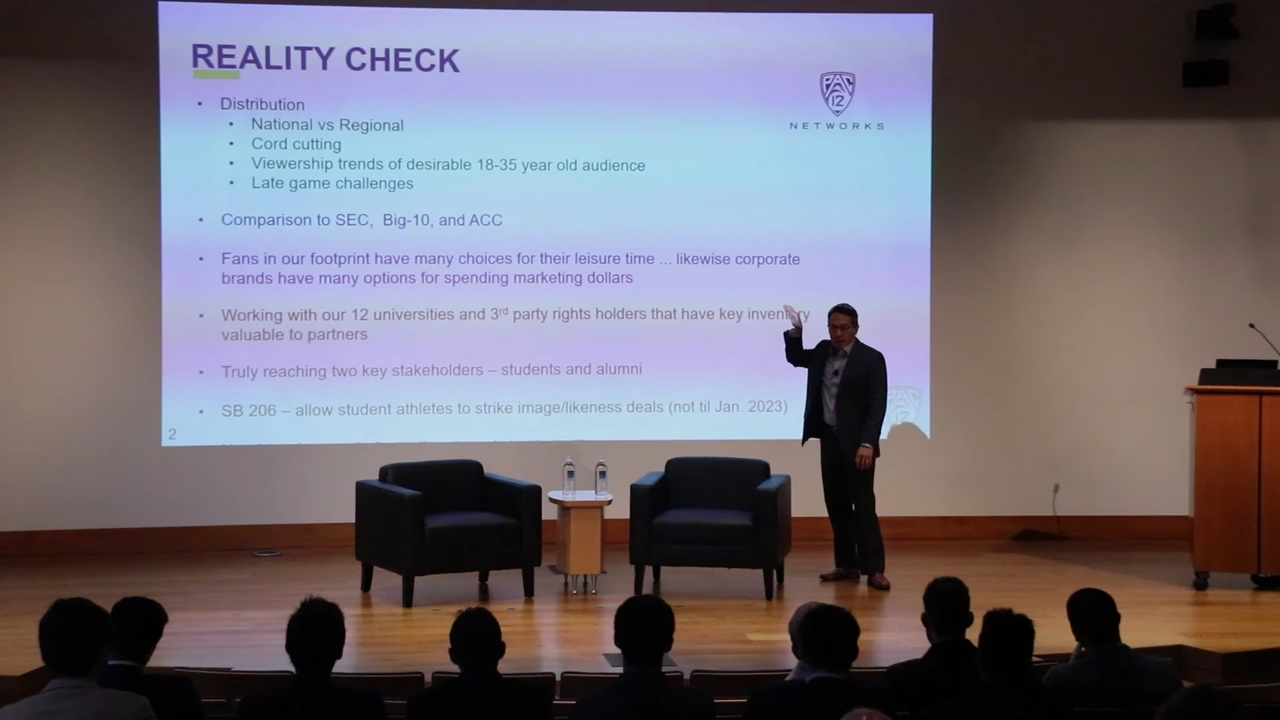 REALITY CHECK
PAC
12
NETWORKS
• Distribution
• National vs Regional
• Cord cutting
• Viewership trends of desirable 18-35 year old audience
• Late game challenges
• Comparison to SEC, Big-10, and ACC
• Fans in our footprint have many choices for their leisure time ... likewise corporate
brands have many options for spending marketing dollars
• Working with our 12 universities and 3rd party rights holders that have key inventory
valuable to partners
• Truly reaching two key stakeholders – students and alumni
• SB 206 – allow student athletes to strike image/likeness deals (not til Jan. 2023)
2
PAC